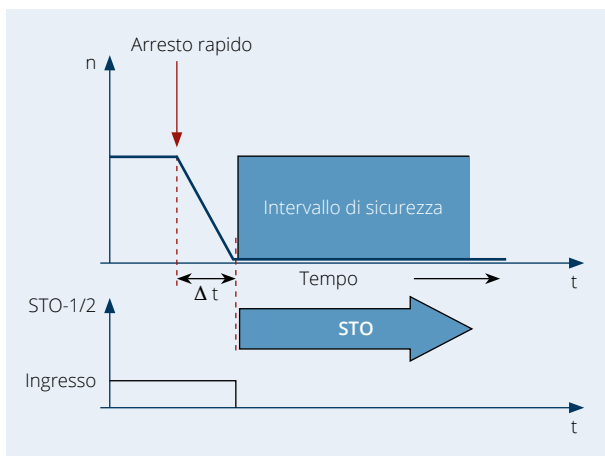 Arresto rapido
n
Intervallo di sicurezza
Tempo
t
Δ t
STO-1/2
STO
Ingresso
t